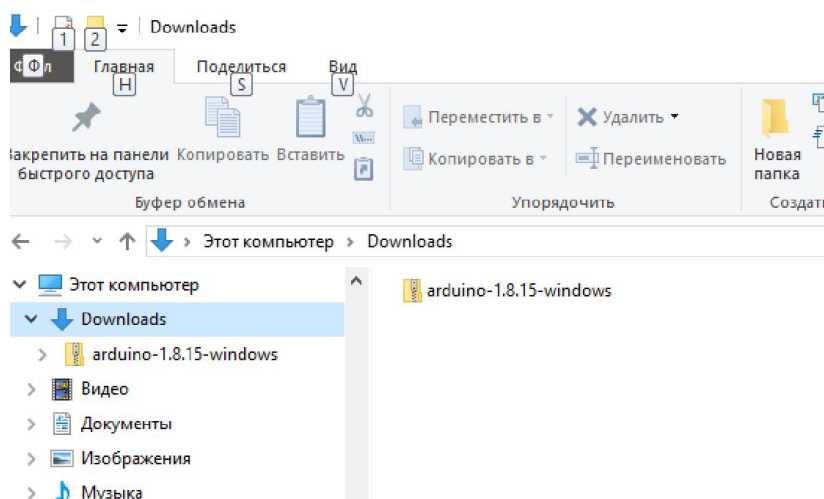 Downloads
1 2
Ф
Главная Поделиться Вид
H S V
Закрепить на панели быстрого доступа
Копировать Вставить
Переместить в Удалить
Копировать в Переименовать
Новая папка
Буфер обмена Упорядочить Создат
Этот компьютер > Downloads
Этот компьютер
arduino-1.8.15-windows
Downloads
arduino-1.8.15-windows
Видео
Документы
Изображения
Музыка